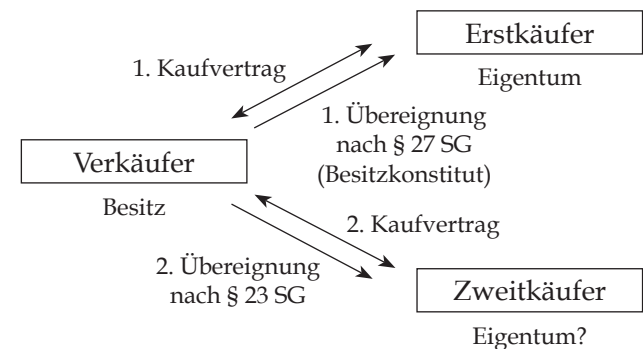 Erstkäufer
1. Kaufvertrag
Eigentum
1. Übereignung
nach § 27 SG
(Besitzkonstitut)
Verkäufer
Besitz
2. Kaufvertrag
2. Übereignung
nach § 23 SG
Zweitkäufer
Eigentum?